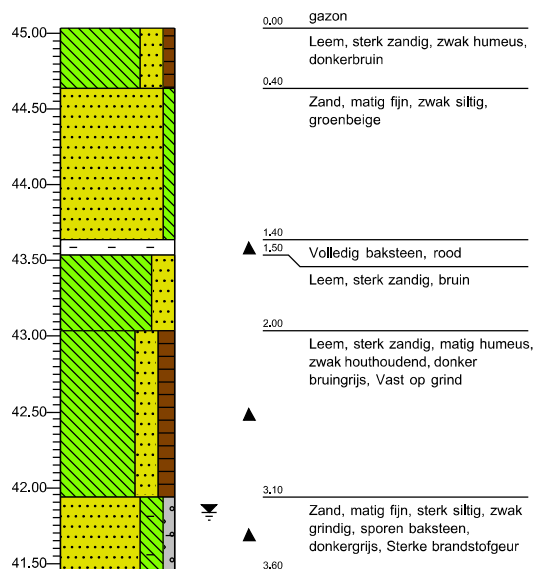 gazon
45.00
0.00
Leem, sterk zandig, zwak humeus,
donkerbruin
0.40
44.50
Zand, matig fijn, zwak siltig,
groenbeige
44.00
1.40
43.50
1.50
Volledig baksteen, rood
Leem, sterk zandig, bruin
43.00
2.00
Leem, sterk zandig, matig humeus,
zwak houthoudend, donker
bruingrijs, Vast op grind
42.50
42.00
3.10
Zand, matig fijn, sterk siltig, zwak
grindig, sporen baksteen,
donkergrijs, Sterke brandstofgeur
41.50
3.60